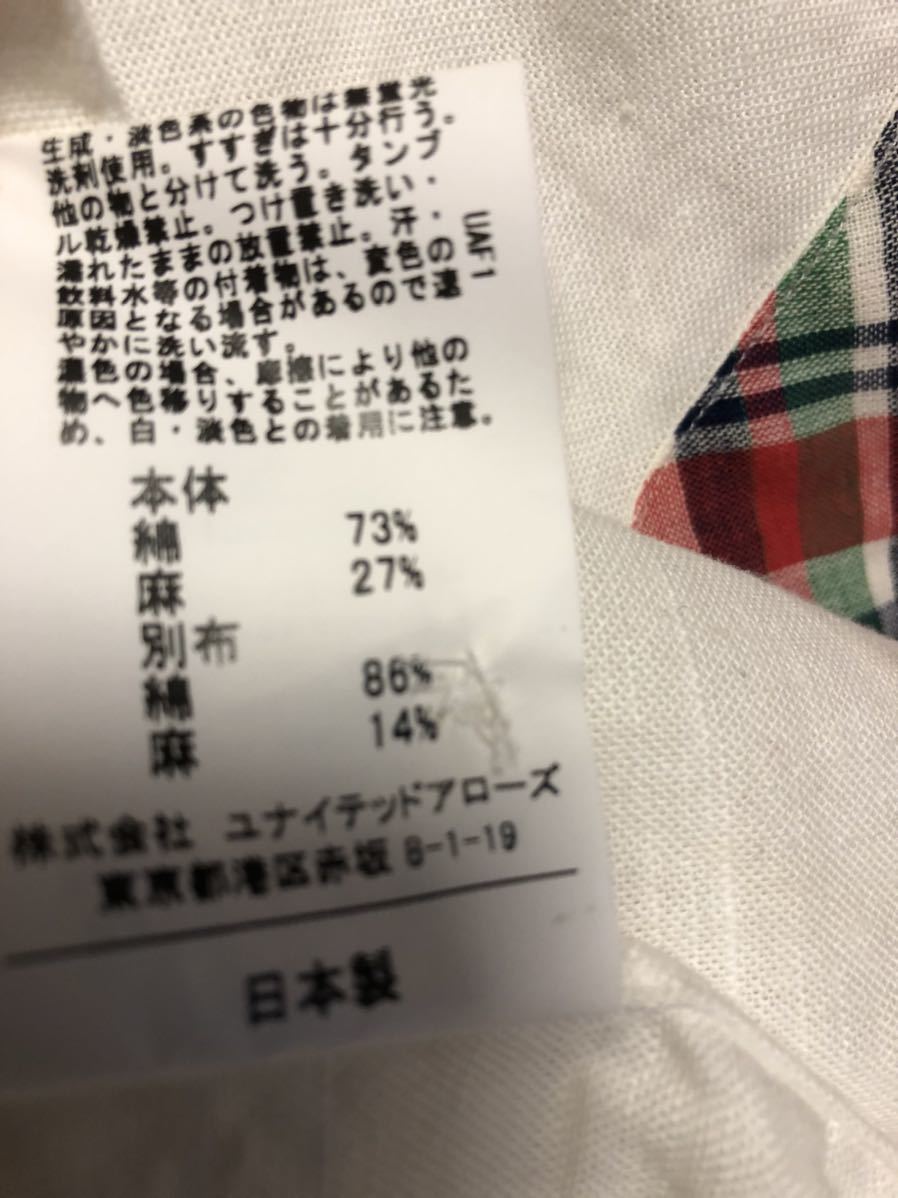 生成・淡色系の色物は無蛍光
洗剤使用。すすぎは十分行う。
他の物と分けて洗う。タンブ
ル乾燥禁止。つけ置き洗い・
濡れたままの放置禁止。汗・
飲料水等の付着物は、変色の
原因となる場合があるので速
やかに洗い流す。
濃色の場合、摩擦により他の
物へ色移りすることがあるた
め、白・淡色との着用に注意。
UAF1
本体
綿 73%
麻 27%
別布
綿 86%
麻 14%
株式会社 ユナイテッドアローズ
東京都港区赤坂 8-1-19
日本製